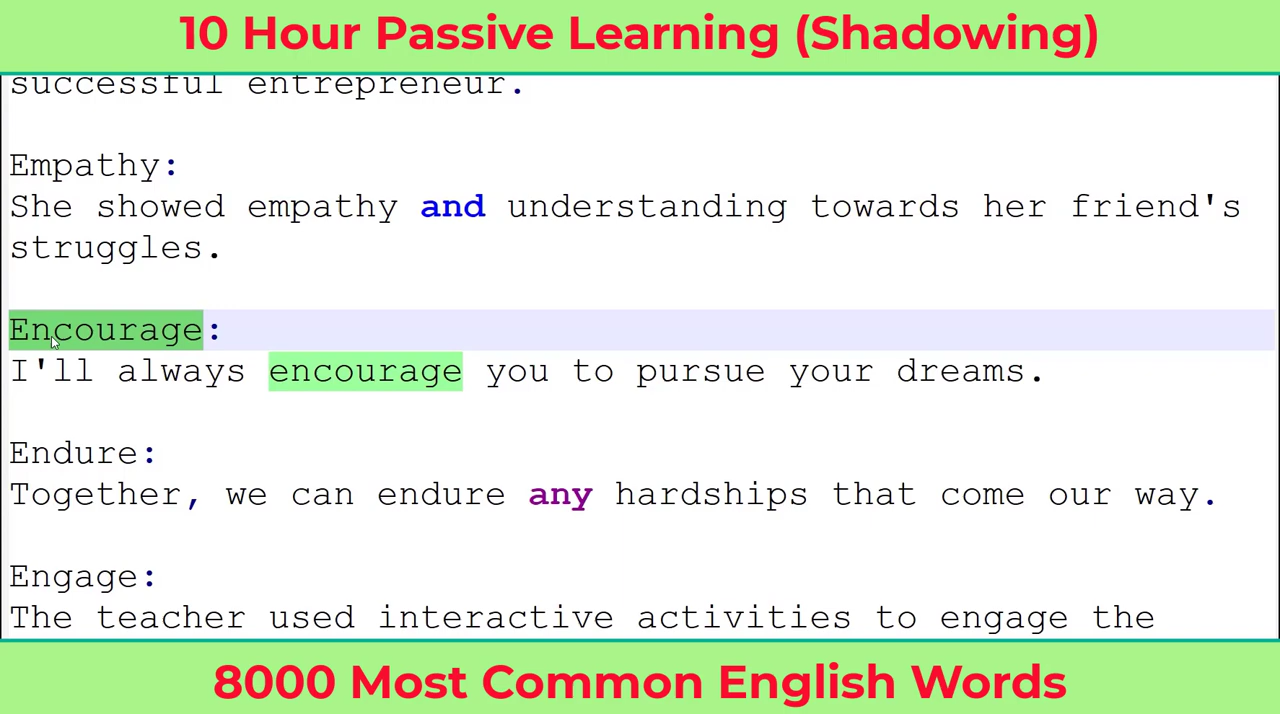 10 Hour Passive Learning (Shadowing)
successful entrepreneur.
Empathy:
She showed empathy and understanding towards her friend's
struggles.
Encourage:
I'll always encourage you to pursue your dreams.
Endure:
Together, we can endure any hardships that come our way.
Engage:
The teacher used interactive activities to engage the
8000 Most Common English Words